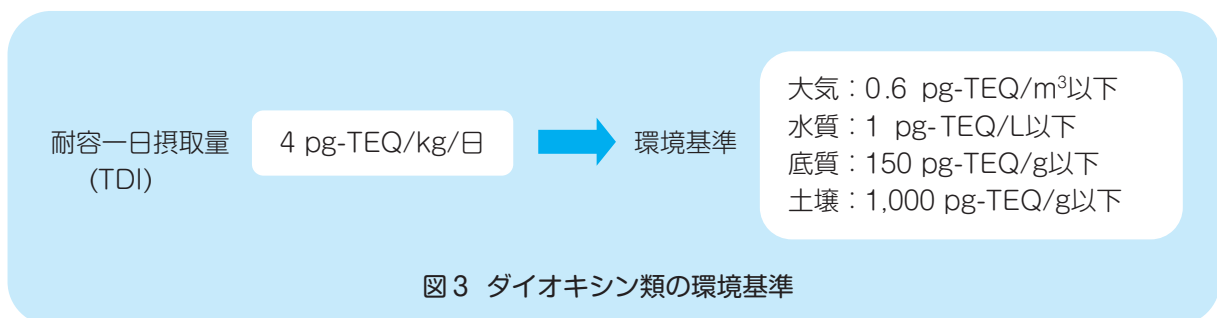 耐容一日摂取量
(TDI)
4 pg-TEQ/kg/日
環境基準
大気：0.6 pg-TEQ/m³以下
水質：1 pg-TEQ/L以下
底質：150 pg-TEQ/g以下
土壌：1,000 pg-TEQ/g以下
図3 ダイオキシン類の環境基準